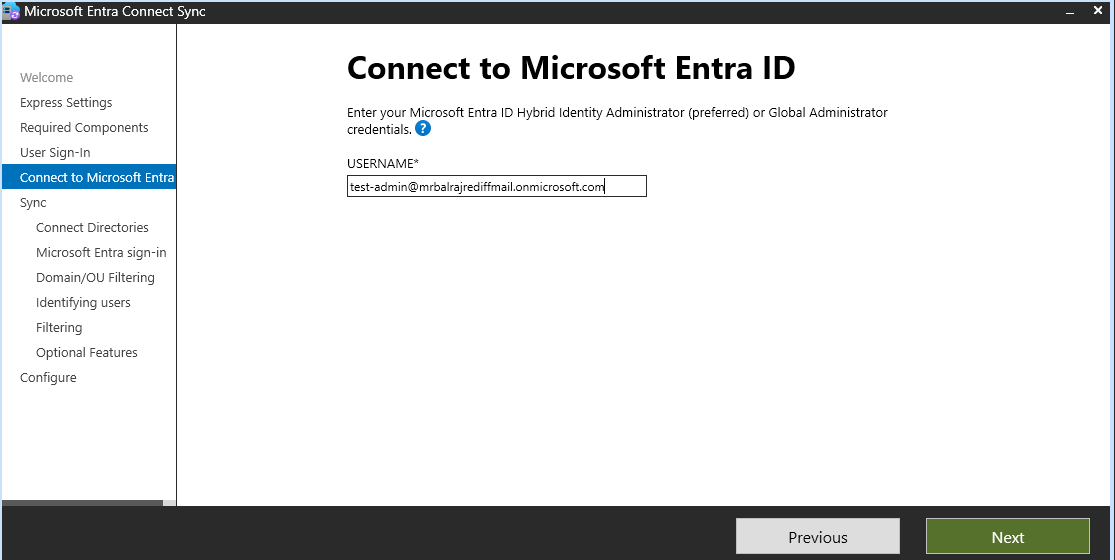 Microsoft Entra Connect Sync
Welcome
Express Settings
Required Components
User Sign-In
Connect to Microsoft Entra
Sync
Connect Directories
Microsoft Entra sign-in
Domain/OU Filtering
Identifying users
Filtering
Optional Features
Configure
Connect to Microsoft Entra ID
Enter your Microsoft Entra ID Hybrid Identity Administrator (preferred) or Global Administrator
credentials. ?
USERNAME*
test-admin@mrbalrajrediffmail.onmicrosoft.com
Previous
Next